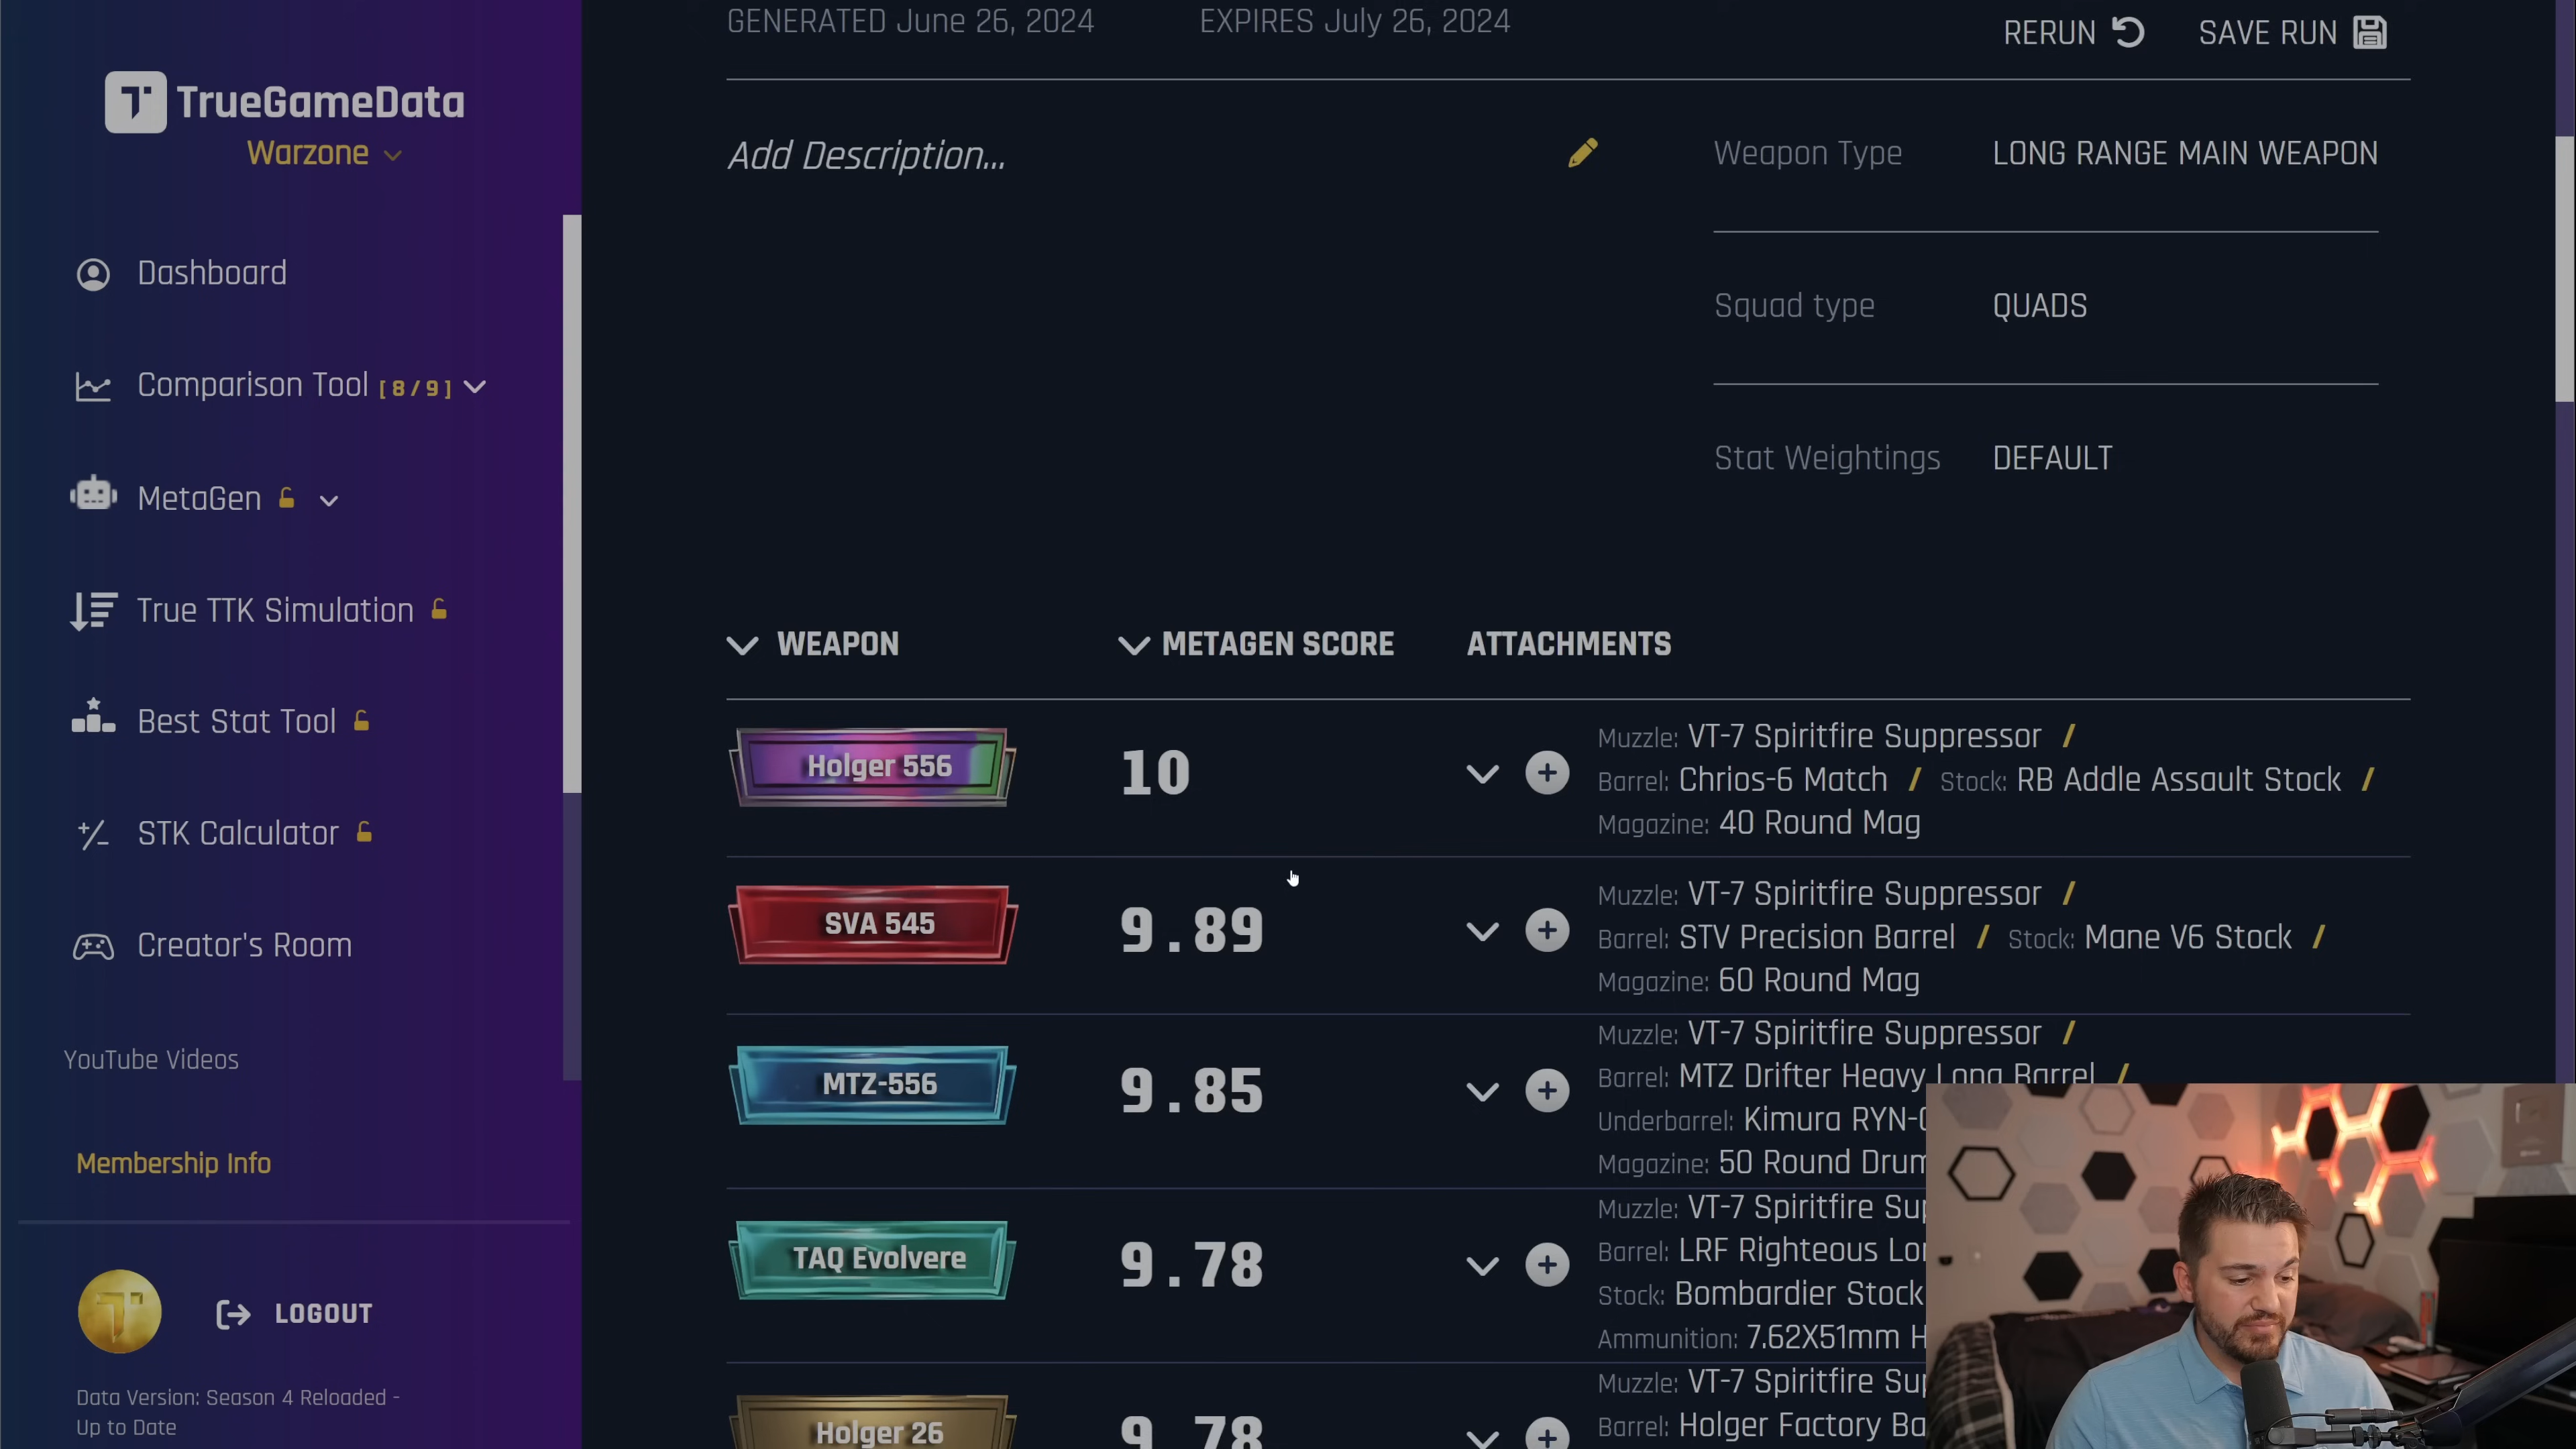 GENERATED June 26, 2024 EXPIRES July 26, 2024
RERUN SAVE RUN
TrueGameData
Warzone
Add Description...
Weapon Type LONG RANGE MAIN WEAPON
Squad type QUADS
Stat Weightings DEFAULT
Dashboard
Comparison Tool [8/9]
MetaGen
True TTK Simulation
Best Stat Tool
STK Calculator
Creator's Room
YouTube Videos
Membership Info
LOGOUT
Data Version: Season 4 Reloaded -
Up to Date
WEAPON METAGEN SCORE ATTACHMENTS
Holger 556 10
Muzzle: VT-7 Spiritfire Suppressor /
Barrel: Chrios-6 Match / Stock: RB Addle Assault Stock /
Magazine: 40 Round Mag
SVA 545 9.89
Muzzle: VT-7 Spiritfire Suppressor /
Barrel: STV Precision Barrel / Stock: Mane V6 Stock /
Magazine: 60 Round Mag
MTZ-556 9.85
Muzzle: VT-7 Spiritfire Suppressor /
Barrel: MTZ Drifter Heavy Long Barrel /
Underbarrel: Kimura
Magazine: 50 Round Drum
TAQ Evolvere 9.78
Muzzle: VT-7 Spiritfire
Barrel: LRF Righteous
Stock: Bombardier Stock
Ammunition: 7.62X51mm
Holger 26 9.78
Muzzle: VT-7 Spiritfire
Barrel: Holger Factory